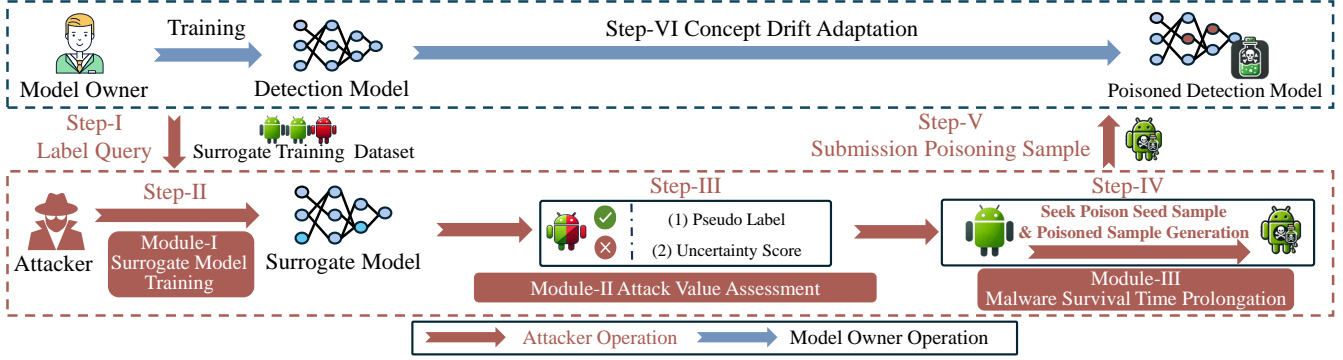 Training
Step-VI Concept Drift Adaptation
Model Owner
Detection Model
Poisoned Detection Model
Step-I
Label Query
Surrogate Training Dataset
Step-V
Submission Poisoning Sample
Step-II
Step-III
Step-IV
Attacker
Module-I
Surrogate Model
Training
Surrogate Model
(1) Pseudo Label
(2) Uncertainty Score
Module-II Attack Value Assessment
Seek Poison Seed Sample
& Poisoned Sample Generation
Module-III
Malware Survival Time Prolongation
Attacker Operation
Model Owner Operation